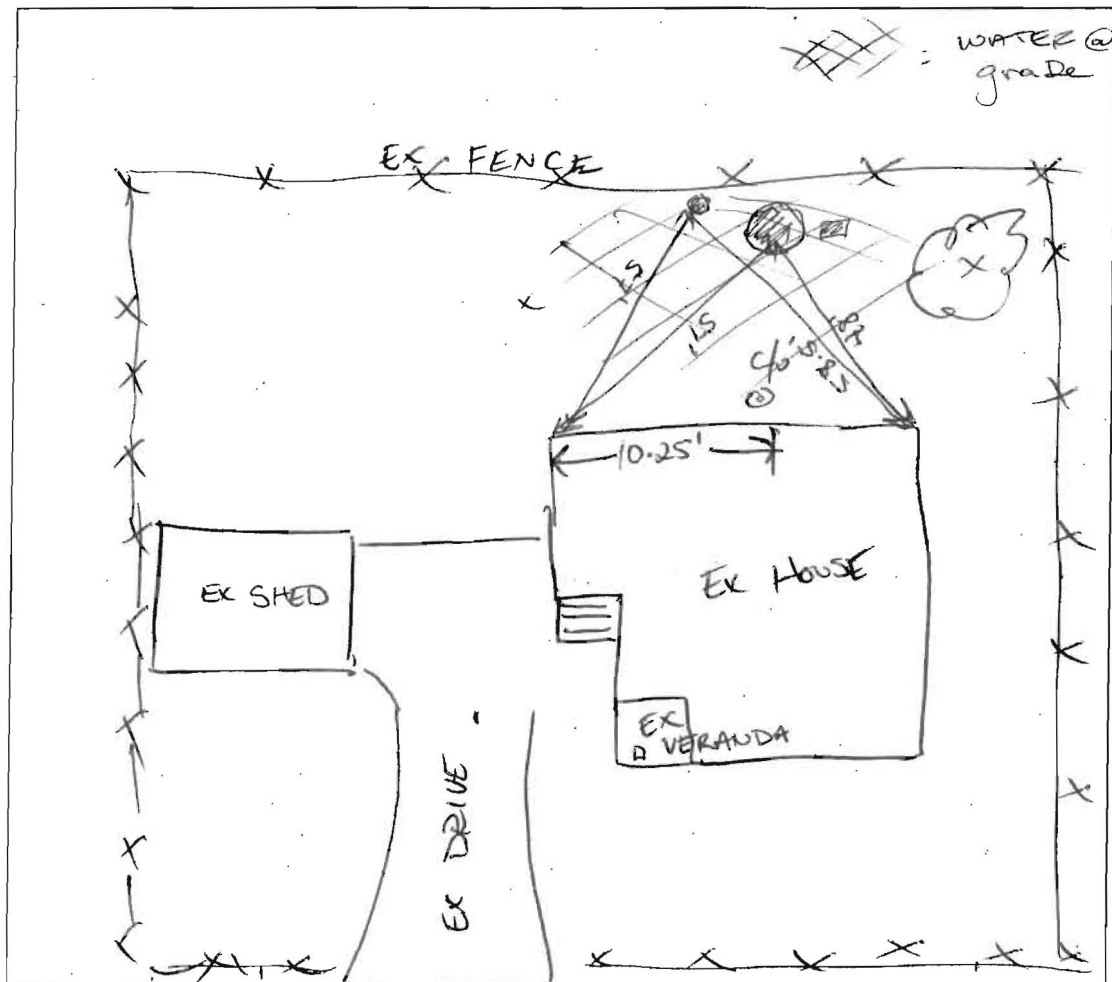 : WATER @
grade
EX FENCE
c/o
10.25'
EX SHED
EX HOUSE
EX
VERANDA
EX DRIVE